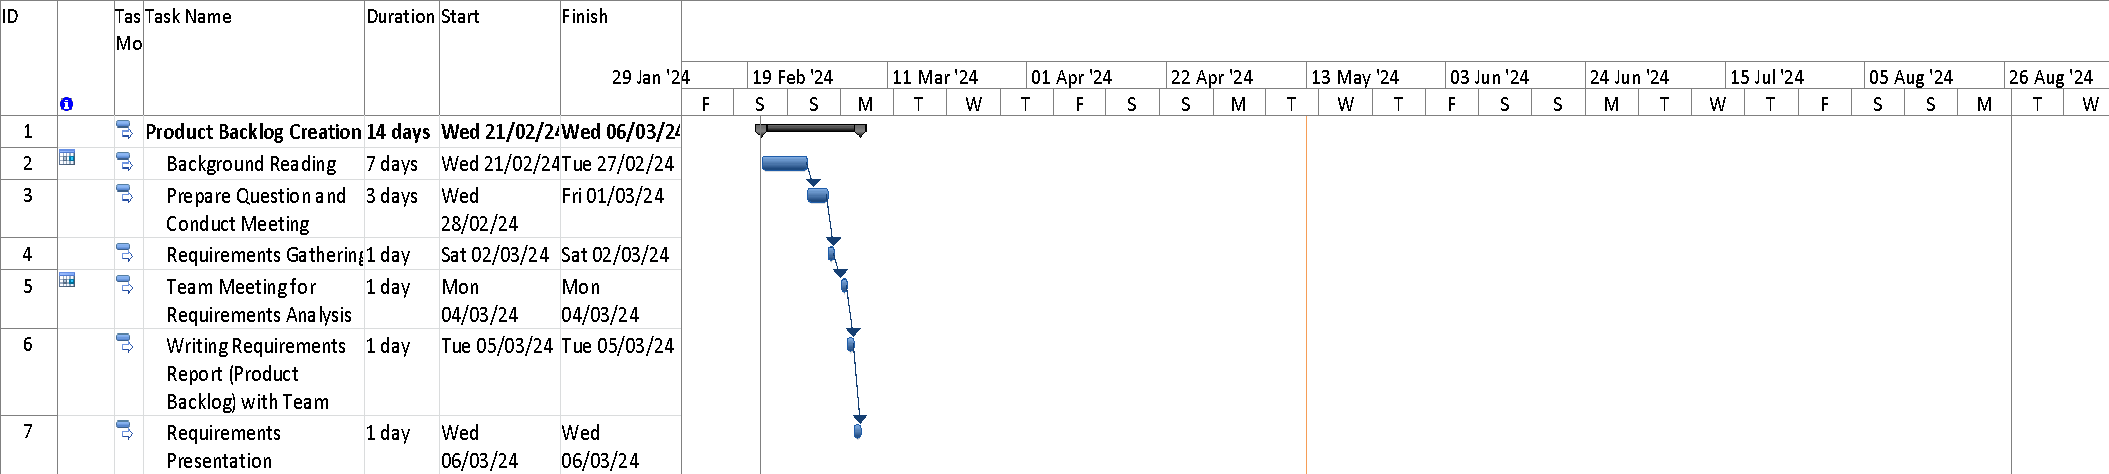 ID Tas Task Name Duration Start Finish
Mo
29 Jan '24 19 Feb '24 11 Mar '24 01 Apr '24 22 Apr '24 13 May '24 03 Jun '24 24 Jun '24 15 Jul '24 05 Aug '24 26 Aug '24
F S S M T W T F S S M T W T F S S M T W T F S S M T W
1 Product Backlog Creation 14 days Wed 21/02/24 Wed 06/03/24
2 Background Reading 7 days Wed 21/02/24 Tue 27/02/24
3 Prepare Question and 3 days Wed Fri 01/03/24
Conduct Meeting 28/02/24
4 Requirements Gathering 1 day Sat 02/03/24 Sat 02/03/24
5 Team Meeting for 1 day Mon Mon
Requirements Analysis 04/03/24 04/03/24
6 Writing Requirements 1 day Tue 05/03/24 Tue 05/03/24
Report (Product
Backlog) with Team
7 Requirements 1 day Wed Wed
Presentation 06/03/24 06/03/24